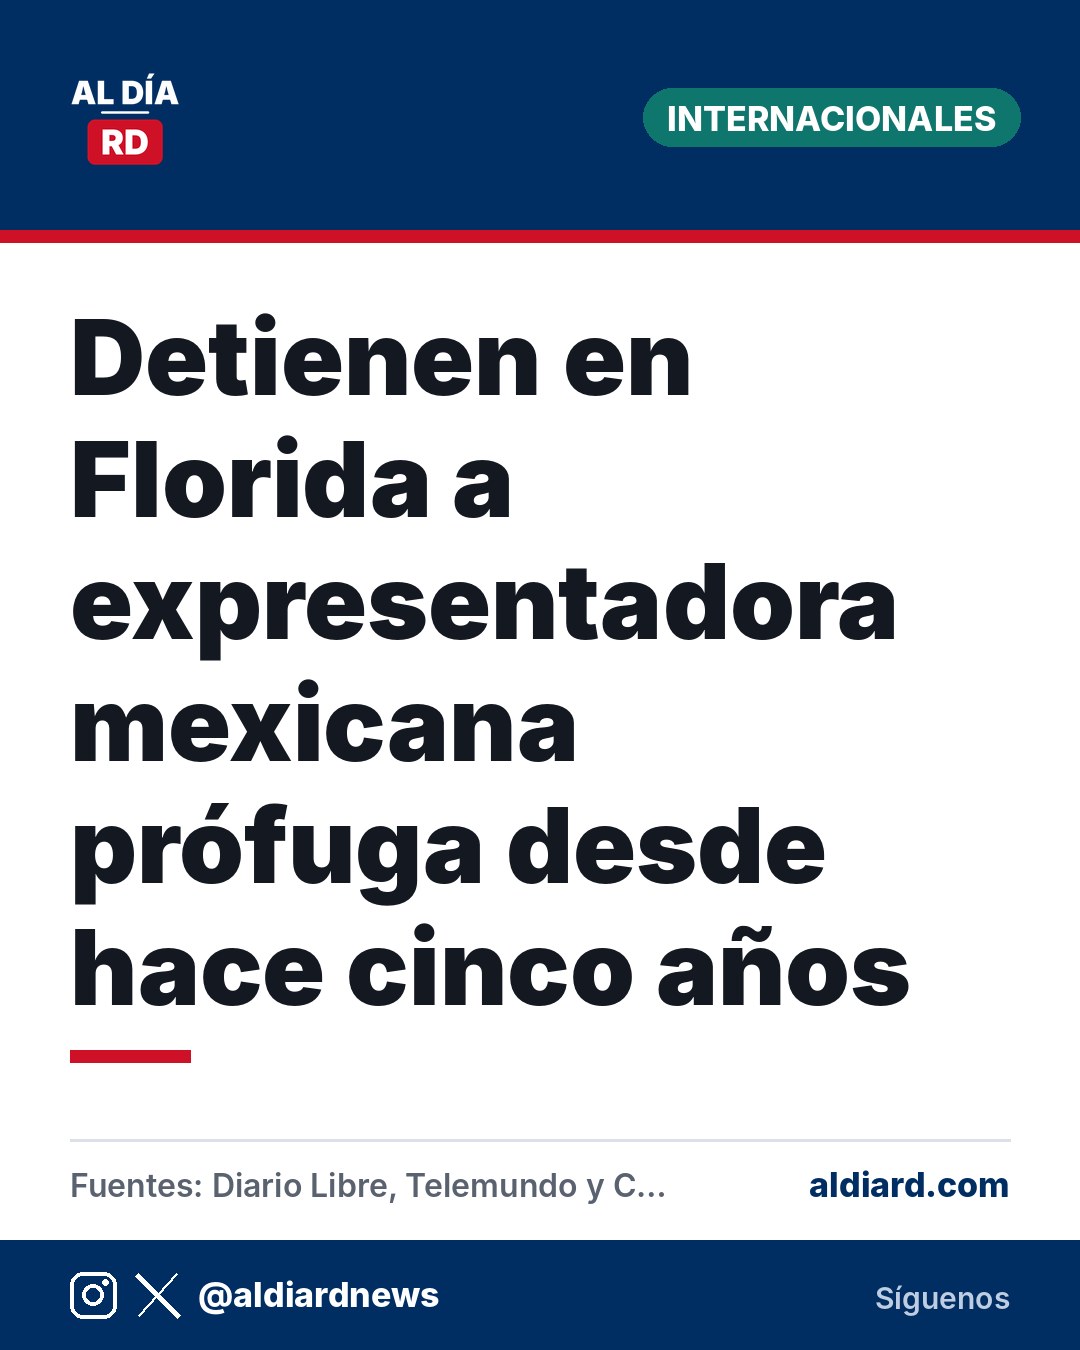 AL DÍA
RD
INTERNACIONALES
Detienen en
Florida a
expresentadora
mexicana
prófuga desde
hace cinco años
Fuentes: Diario Libre, Telemundo y C...
aldiard.com
@aldiardnews
Síguenos